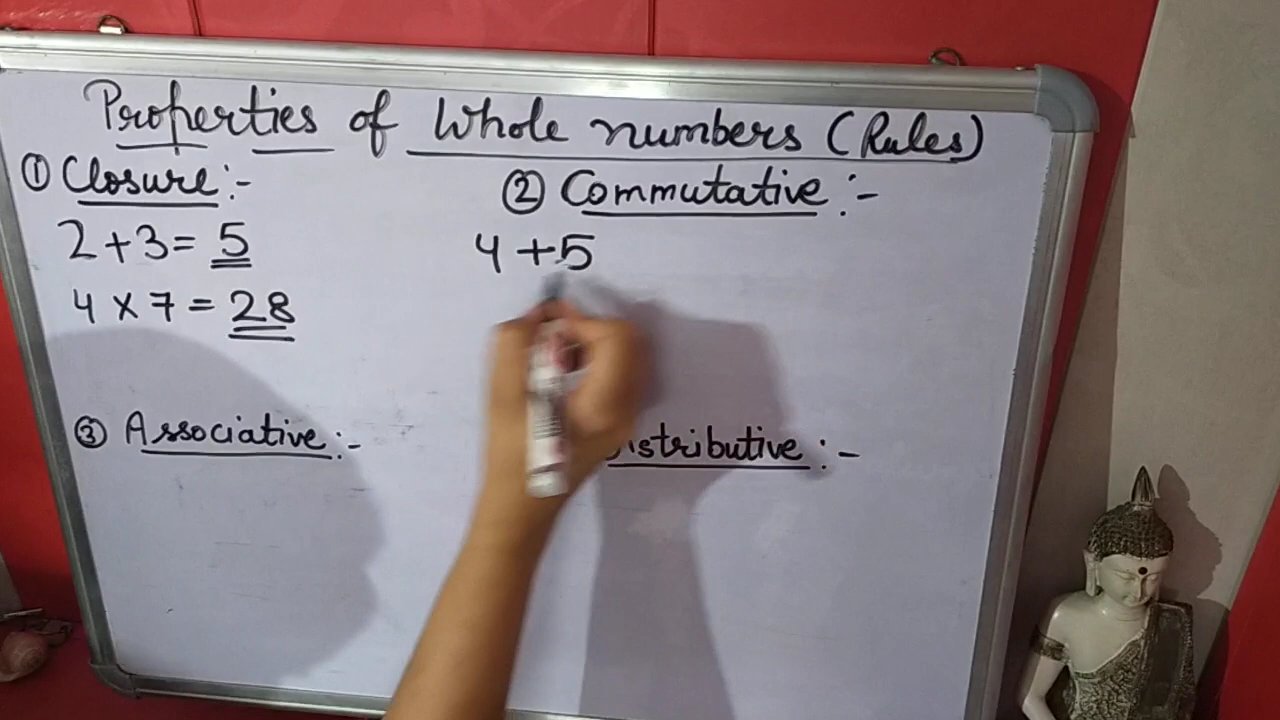 Properties of Whole numbers (Rules)
① Closure :-
2+3= 5
4 x 7 = 28
② Commutative :-
4 +5
③ Associative :-
istributive :-